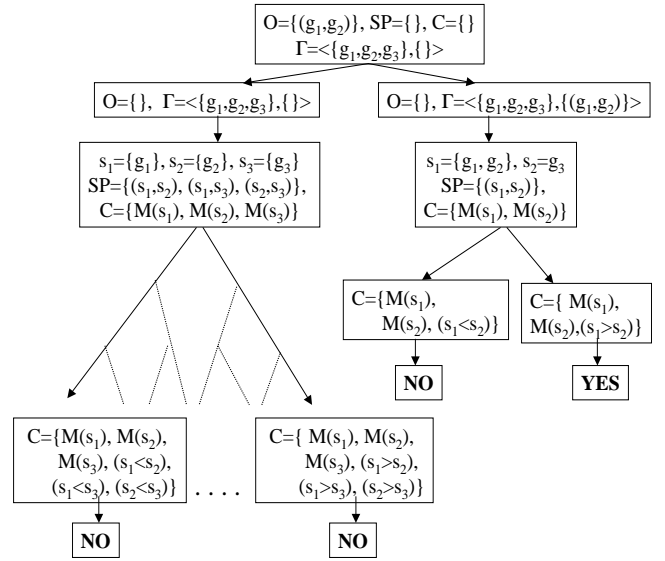 O={(g₁,g₂)}, SP={}, C={}
Γ=<{g₁,g₂,g₃},{}>
O={}, Γ=<{g₁,g₂,g₃},{}>
O={}, Γ=<{g₁,g₂,g₃},{(g₁,g₂)}>
s₁={g₁}, s₂={g₂}, s₃={g₃}
SP={(s₁,s₂), (s₁,s₃), (s₂,s₃)},
C={M(s₁), M(s₂), M(s₃)}
s₁={g₁, g₂}, s₂=g₃
SP={(s₁,s₂)},
C={M(s₁), M(s₂)}
C={M(s₁),
M(s₂), (s₁<s₂)}
C={ M(s₁),
M(s₂),(s₁>s₂)}
NO
YES
C={M(s₁), M(s₂),
M(s₃), (s₁<s₂),
(s₁<s₃), (s₂<s₃)}
. . . .
C={ M(s₁), M(s₂),
M(s₃), (s₁>s₂),
(s₁>s₃), (s₂>s₃)}
NO
NO